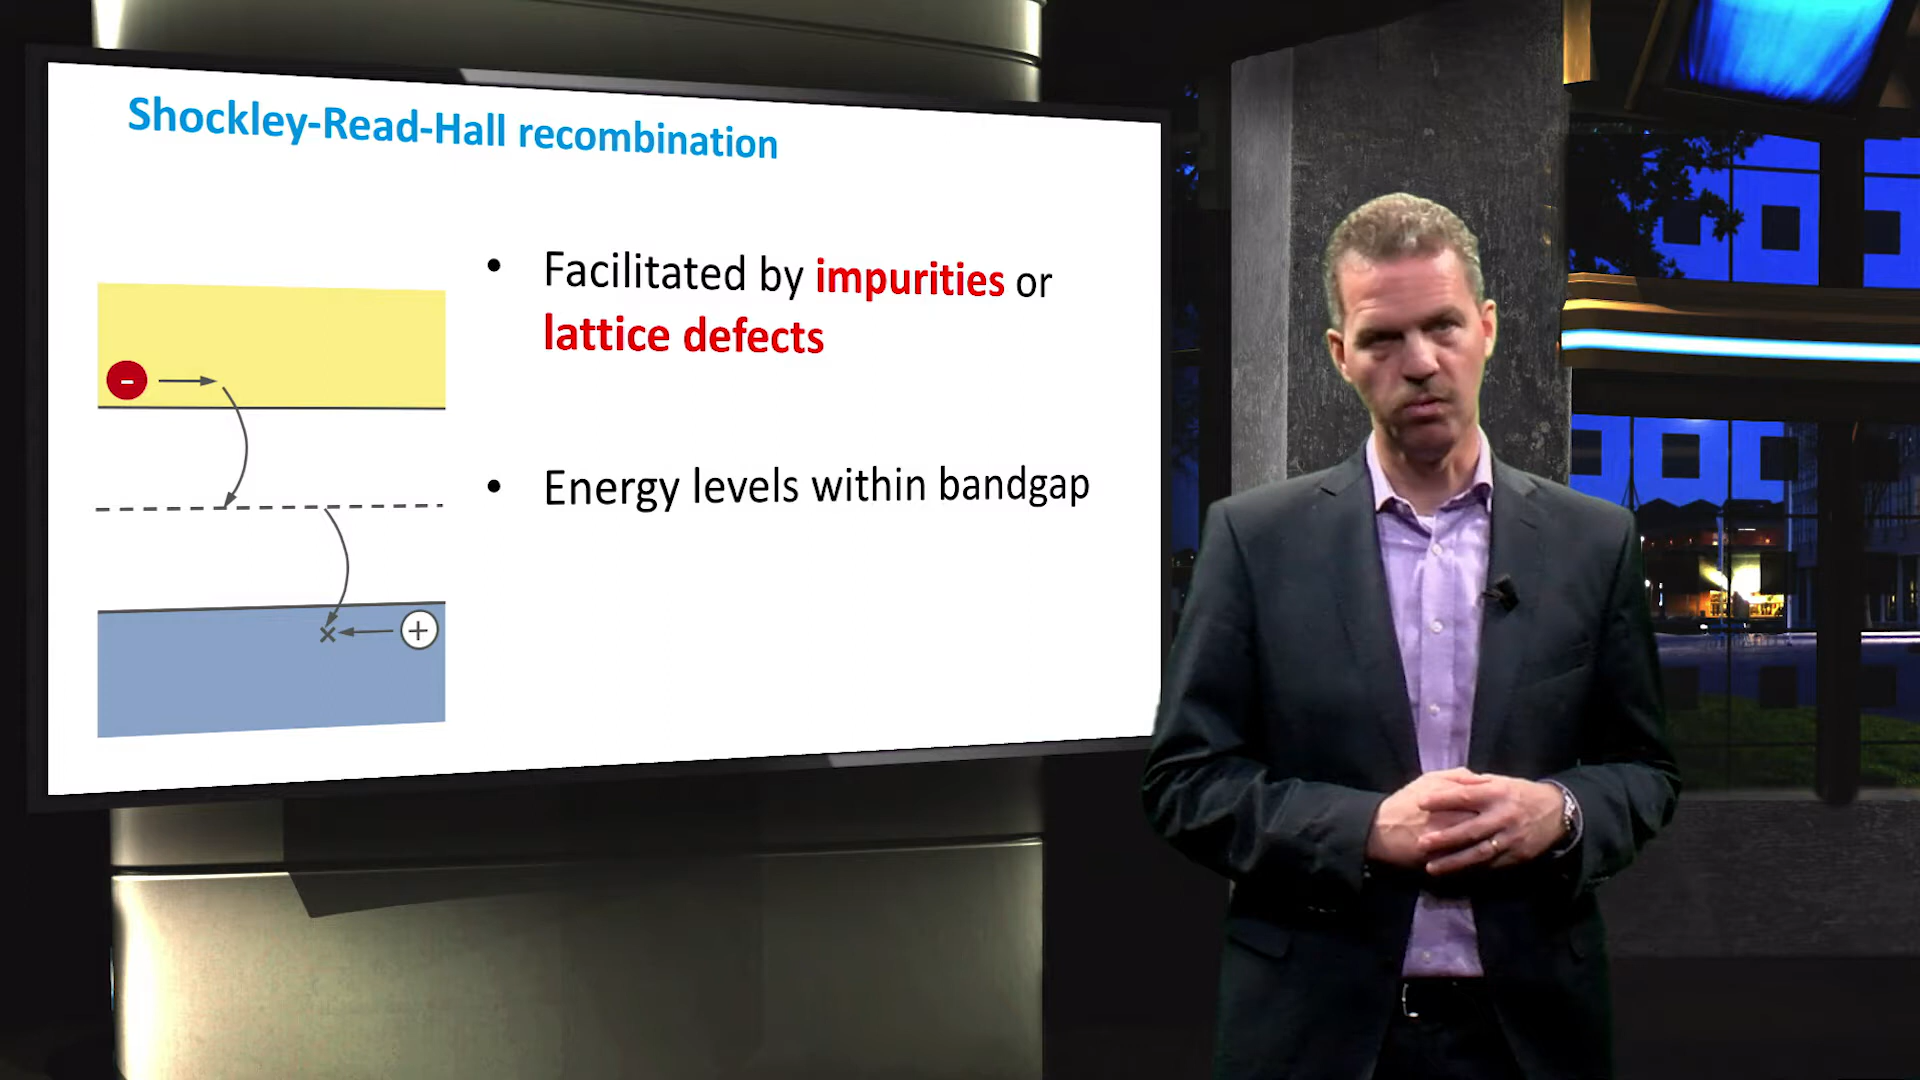 Shockley-Read-Hall recombination
• Facilitated by impurities or
lattice defects
• Energy levels within bandgap
-
+